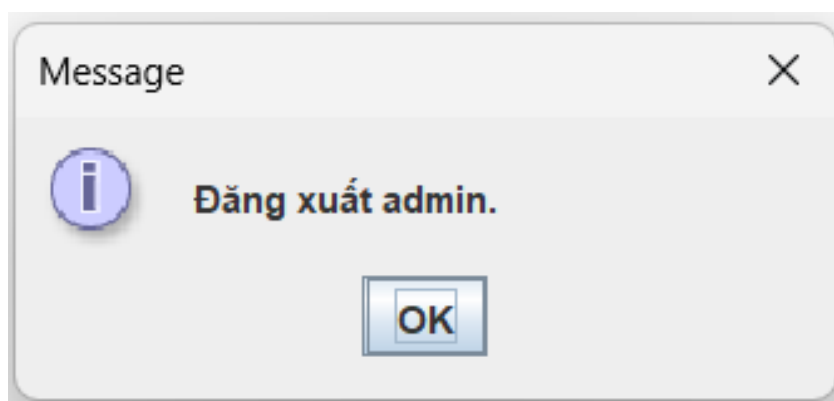 Message
Đăng xuất admin.
OK